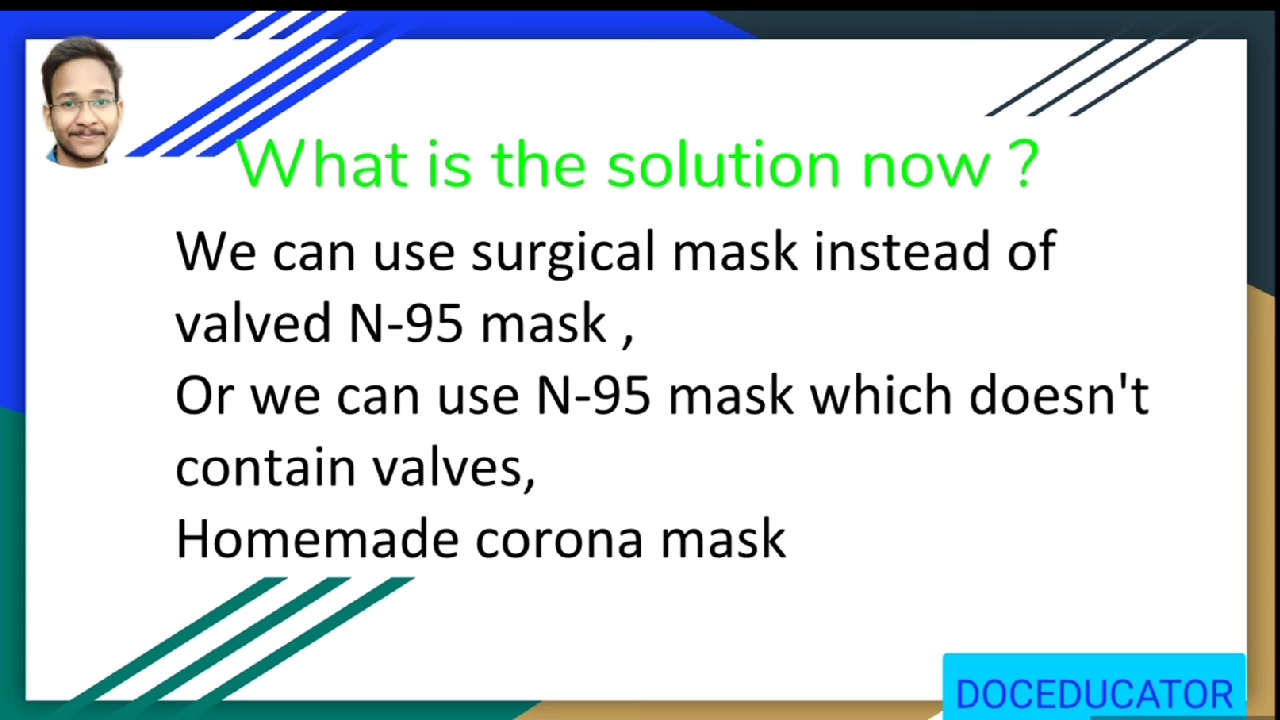 What is the solution now ?
We can use surgical mask instead of
valved N-95 mask ,
Or we can use N-95 mask which doesn't
contain valves,
Homemade corona mask
DOCEDUCATOR